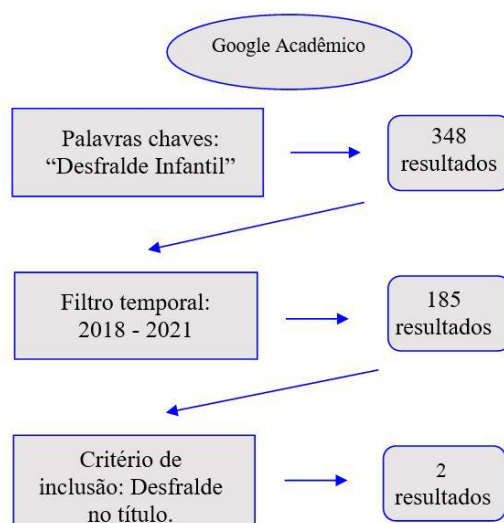 Google Acadêmico
Palavras chaves:
“Desfralde Infantil”
348
resultados
Filtro temporal:
2018 - 2021
185
resultados
Critério de
inclusão: Desfralde
no título.
2
resultados